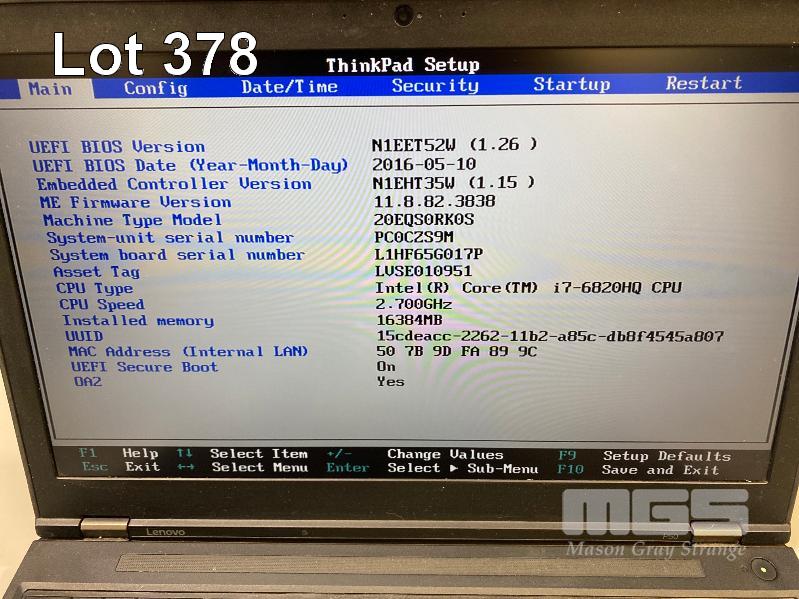 Lot 378
ThinkPad Setup
Main Config Date/Time Security Startup Restart
UEFI BIOS Version N1EET52W (1.26 )
UEFI BIOS Date (Year-Month-Day) 2016-05-10
Embedded Controller Version N1EHT35W (1.15 )
ME Firmware Version 11.8.82.3838
Machine Type Model 20EQS0RK0S
System-unit serial number PC0CZS9M
System board serial number L1HF65G017P
Asset Tag LVSE010951
CPU Type Intel(R) Core(TM) i7-6820HQ CPU
CPU Speed 2.700GHz
Installed memory 16384MB
UUID 15cdeacc-2262-11b2-a85c-db8f4545a807
MAC Address (Internal LAN) 50 7B 9D FA 89 9C
UEFI Secure Boot On
OA2 Yes
F1 Help ↑↓ Select Item +/- Change Values F9 Setup Defaults
Esc Exit ←→ Select Menu Enter Select ▶ Sub-Menu F10 Save and Exit
Lenovo
MGS
Mason Gray Strange